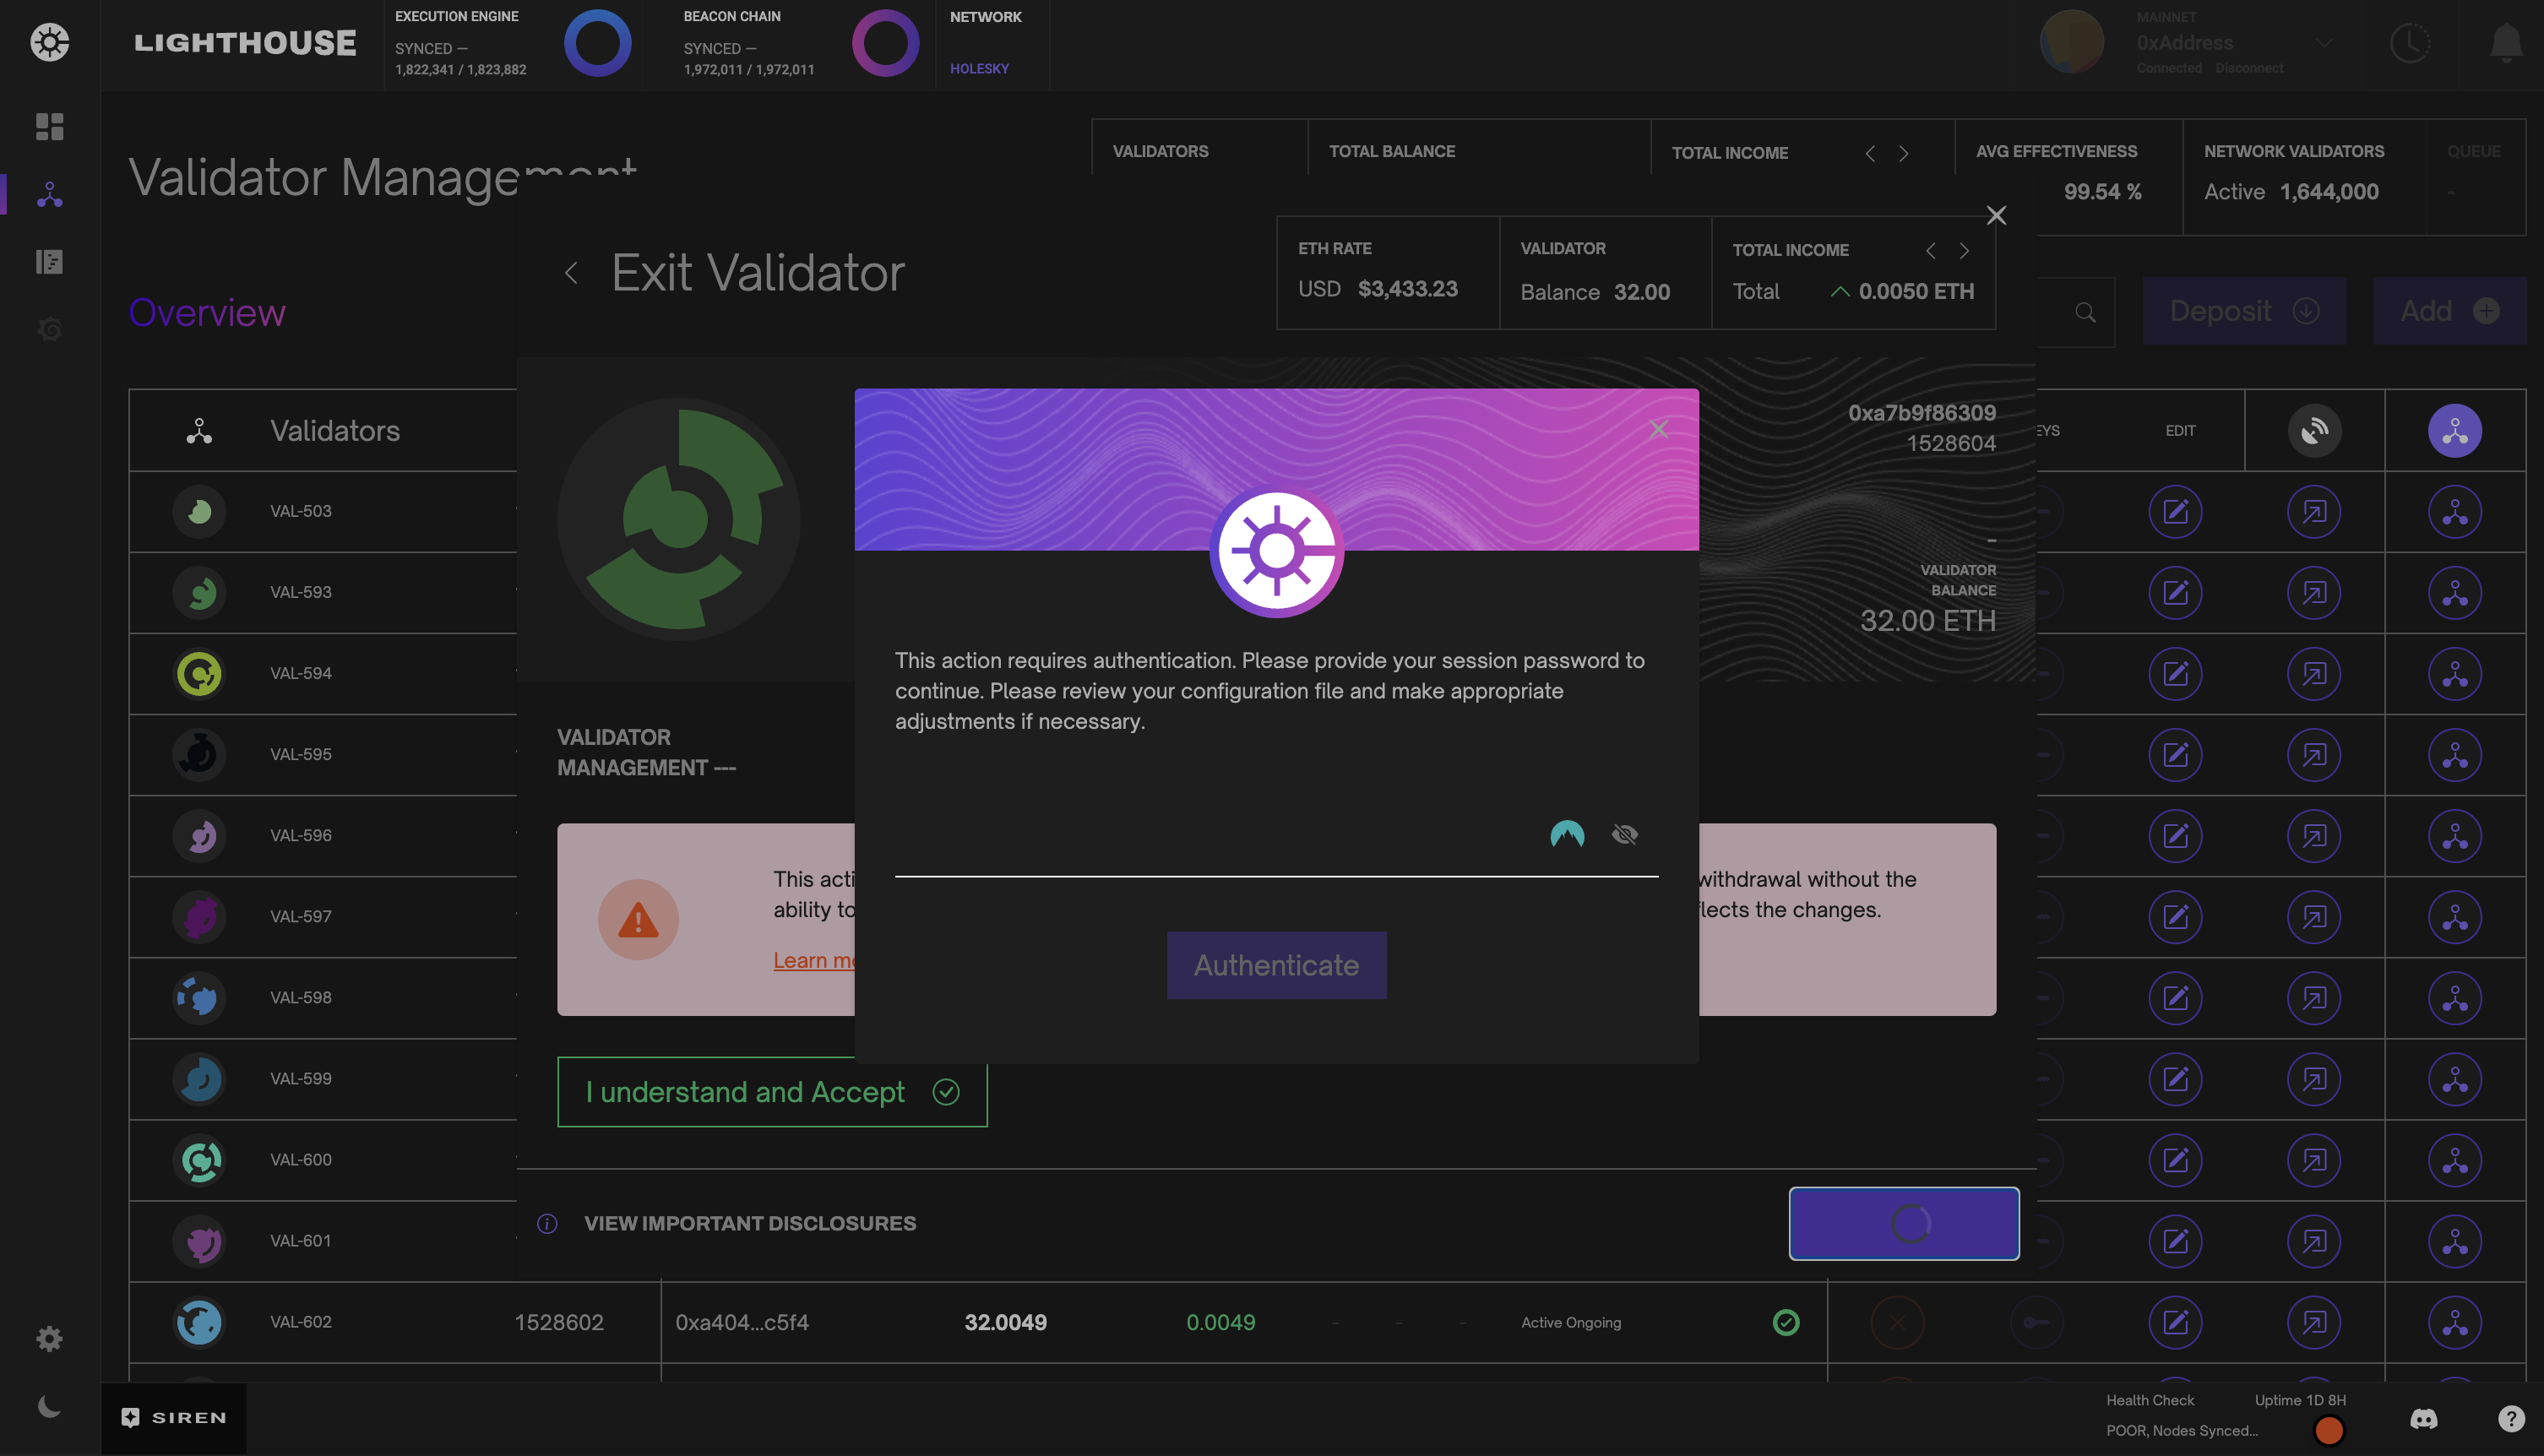 LIGHTHOUSE
EXECUTION ENGINE
SYNCED —
1,822,341 / 1,823,882
BEACON CHAIN
SYNCED —
1,972,011 / 1,972,011
NETWORK
HOLESKY
MAINNET
0xAddress
Connected Disconnect
Validator Management
VALIDATORS
TOTAL BALANCE
TOTAL INCOME
AVG EFFECTIVENESS
99.54 %
NETWORK VALIDATORS
Active 1,644,000
QUEUE
-
Overview
Deposit
Add
Exit Validator
ETH RATE
USD $3,433.23
VALIDATOR
Balance 32.00
TOTAL INCOME
Total 0.0050 ETH
0xa7b9f86309
1528604
-
VALIDATOR
BALANCE
32.00 ETH
This action requires authentication. Please provide your session password to
continue. Please review your configuration file and make appropriate
adjustments if necessary.
Authenticate
VALIDATOR
MANAGEMENT ---
This acti
ability to
Learn mo
withdrawal without the
flects the changes.
I understand and Accept
VIEW IMPORTANT DISCLOSURES
Validators
EYS
EDIT
VAL-503
VAL-593
VAL-594
VAL-595
VAL-596
VAL-597
VAL-598
VAL-599
VAL-600
VAL-601
VAL-602 1528602 0xa404...c5f4 32.0049 0.0049 - - - Active Ongoing
SIREN
Health Check
POOR, Nodes Synced...
Uptime 1D 8H